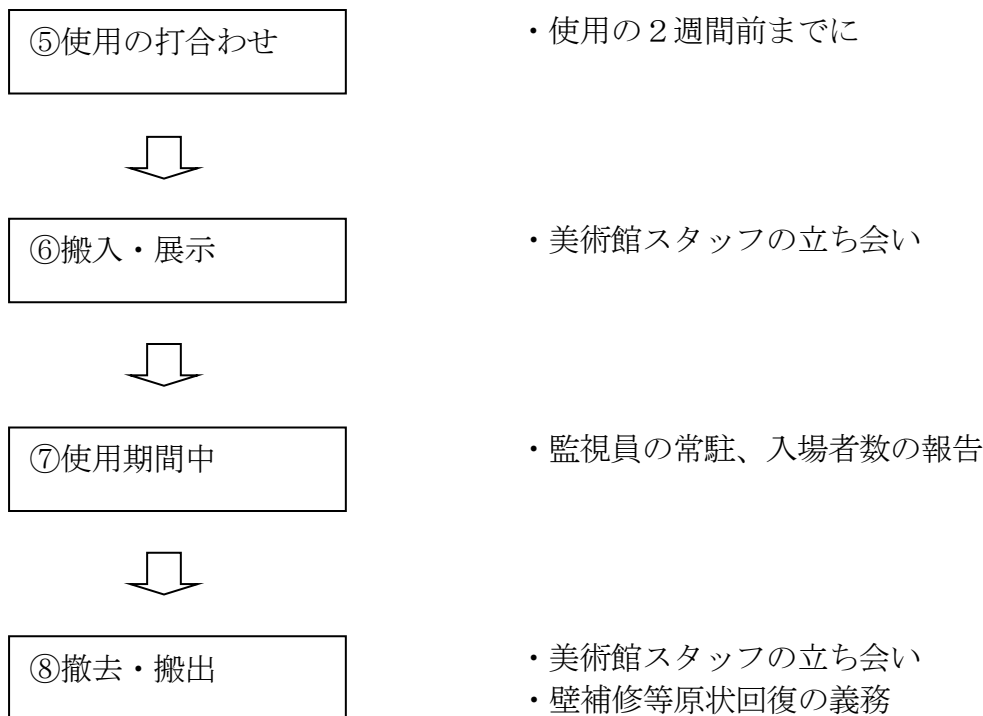 ⑤使用の打合わせ
・使用の２週間前までに
⑥搬入・展示
・美術館スタッフの立ち会い
⑦使用期間中
・監視員の常駐、入場者数の報告
⑧撤去・搬出
・美術館スタッフの立ち会い
・壁補修等原状回復の義務